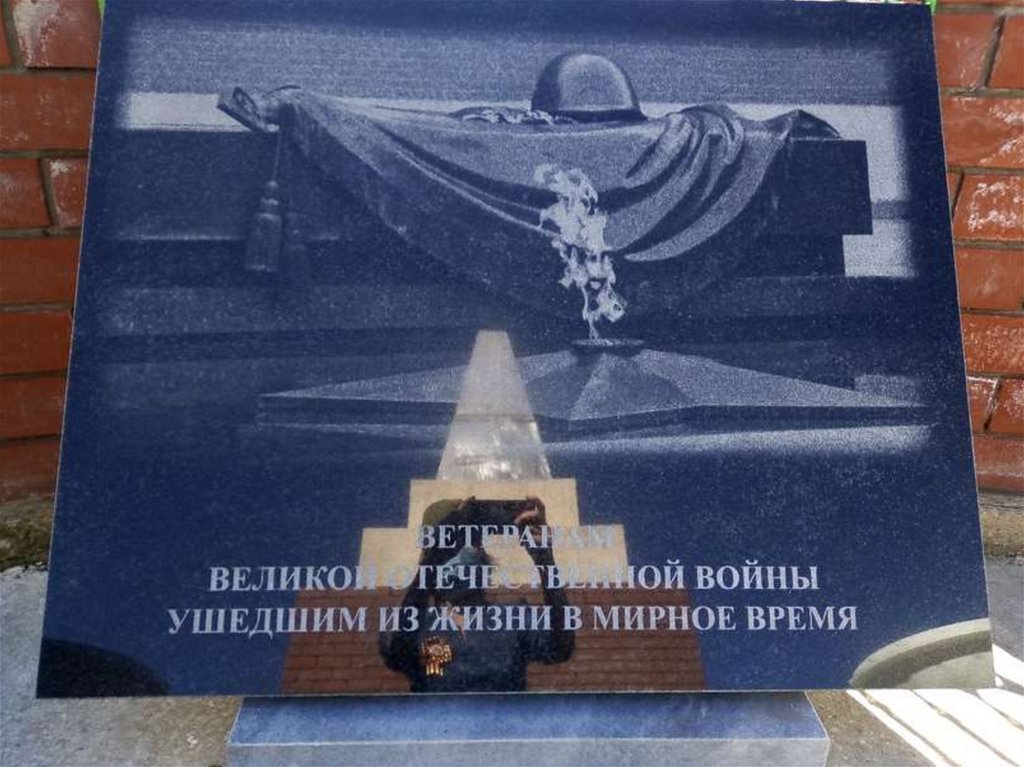 ВЕТЕРАНАМ
ВЕЛИКОЙ ОТЕЧЕСТВЕННОЙ ВОЙНЫ
УШЕДШИМ ИЗ ЖИЗНИ В МИРНОЕ ВРЕМЯ